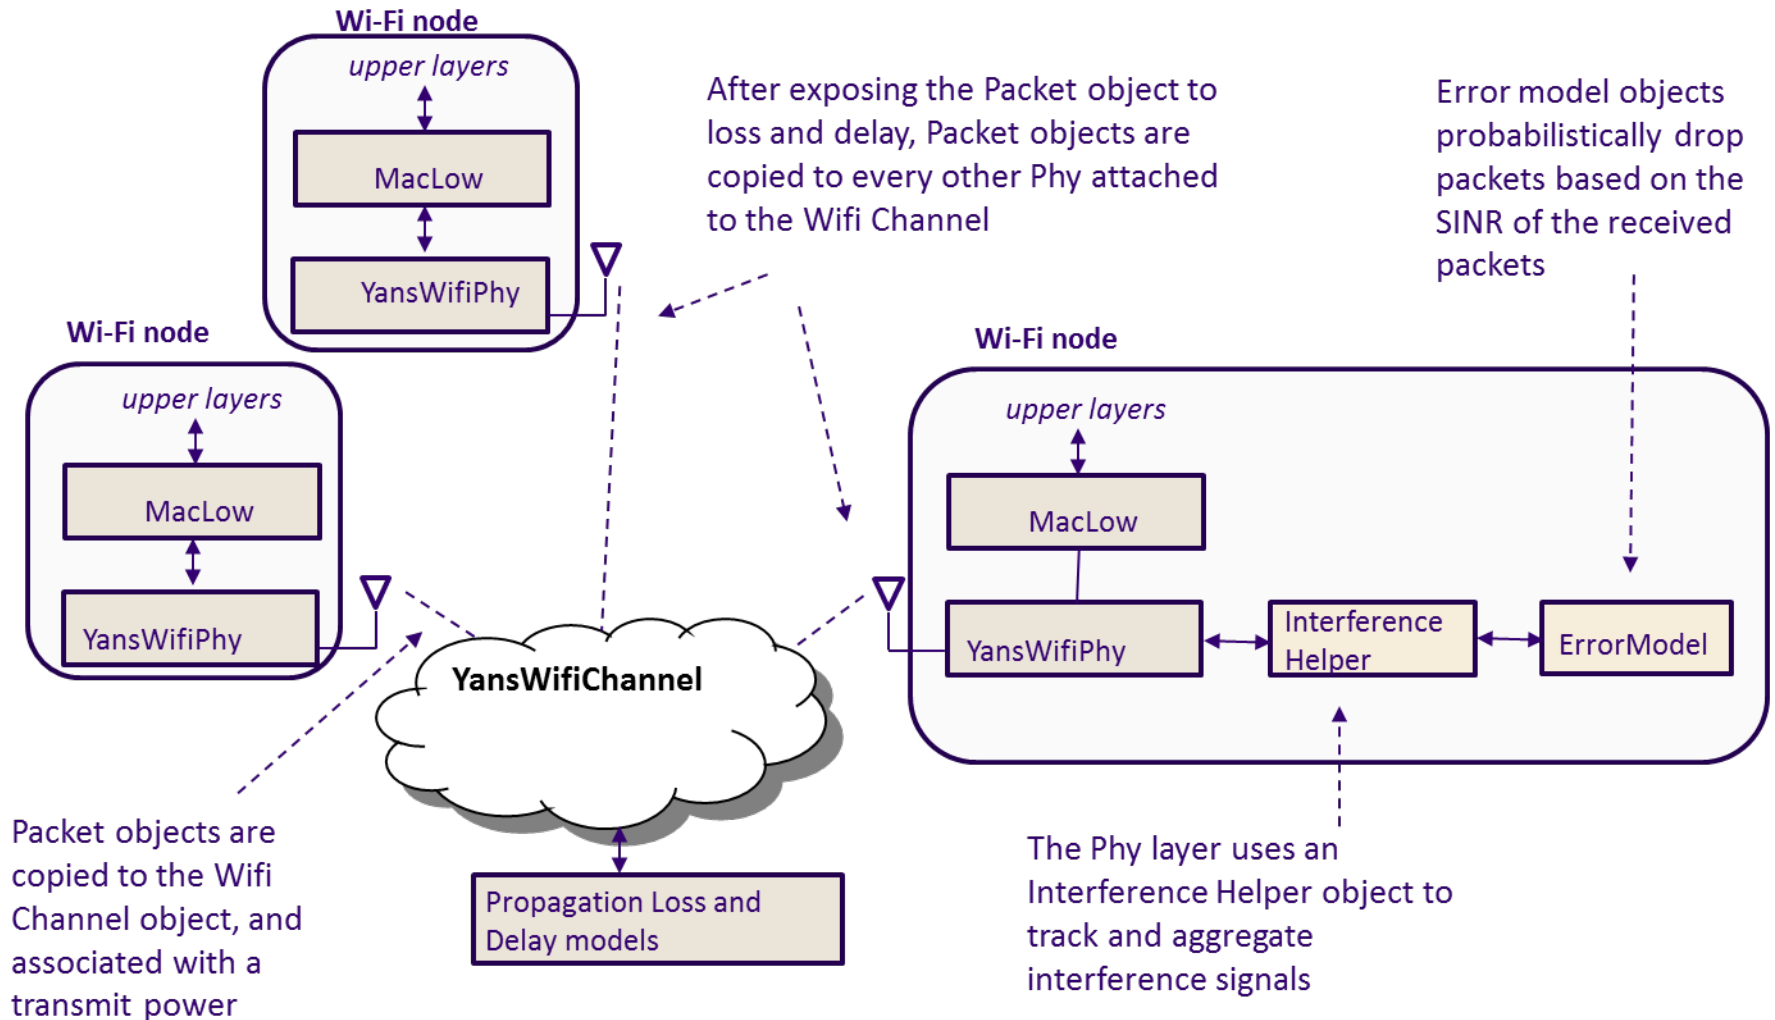 Wi-Fi node
upper layers
MacLow
YansWifiPhy
After exposing the Packet object to
loss and delay, Packet objects are
copied to every other Phy attached
to the Wifi Channel
Error model objects
probabilistically drop
packets based on the
SINR of the received
packets
Wi-Fi node
upper layers
MacLow
YansWifiPhy
Wi-Fi node
upper layers
MacLow
YansWifiPhy
Interference
Helper
ErrorModel
YansWifiChannel
Propagation Loss and
Delay models
Packet objects are
copied to the Wifi
Channel object, and
associated with a
transmit power
The Phy layer uses an
Interference Helper object to
track and aggregate
interference signals